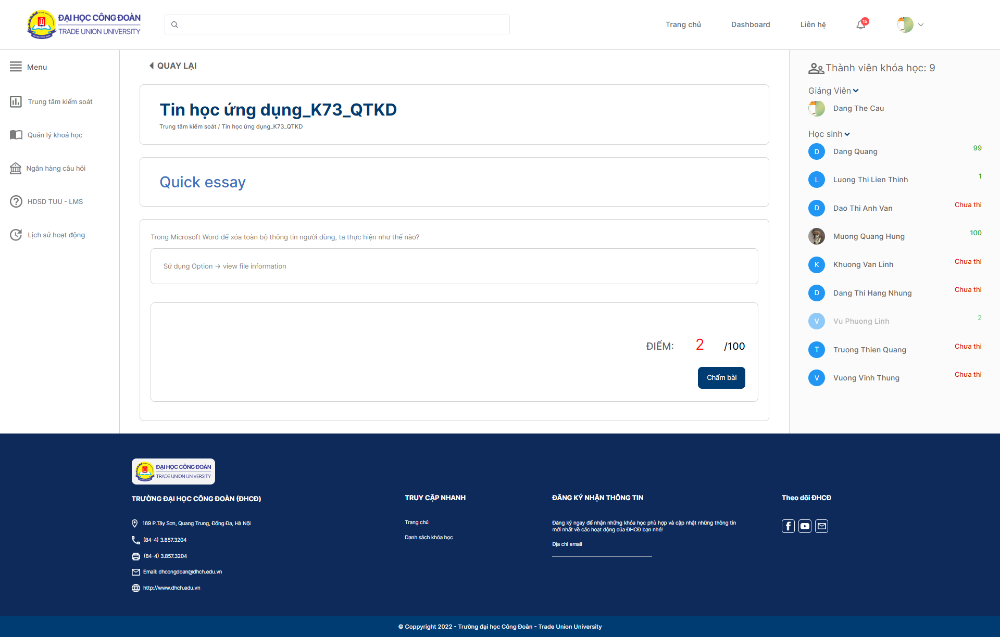 ĐẠI HỌC CÔNG ĐOÀN
TRADE UNION UNIVERSITY
Trang chủ
Dashboard
Liên hệ
15
Menu
Trung tâm kiểm soát
Quản lý khoá học
Ngân hàng câu hỏi
HDSD TUU - LMS
Lịch sử hoạt động
QUAY LẠI
Tin học ứng dụng_K73_QTKD
Trung tâm kiểm soát / Tin học ứng dụng_K73_QTKD
Quick essay
Trong Microsoft Word để xóa toàn bộ thông tin người dùng, ta thực hiện như thế nào?
Sử dụng Option → view file information
ĐIỂM: 2 /100
Chấm bài
Thành viên khóa học: 9
Giảng Viên
Dang The Cau
Học sinh
D Dang Quang 99
L Luong Thi Lien Thinh 1
D Dao Thi Anh Van Chưa thi
Muong Quang Hung 100
K Khuong Van Linh Chưa thi
D Dang Thi Hang Nhung Chưa thi
V Vu Phuong Linh 2
T Truong Thien Quang Chưa thi
V Vuong Vinh Thung Chưa thi
ĐẠI HỌC CÔNG ĐOÀN
TRADE UNION UNIVERSITY
TRƯỜNG ĐẠI HỌC CÔNG ĐOÀN (ĐHCĐ)
169 P.Tây Sơn, Quang Trung, Đống Đa, Hà Nội
(84-4) 3.857.3204
(84-4) 3.857.3204
Email: dhcongdoan@dhch.edu.vn
http://www.dhch.edu.vn
TRUY CẬP NHANH
Trang chủ
Danh sách khóa học
ĐĂNG KÝ NHẬN THÔNG TIN
Đăng ký ngay để nhận những khóa học phù hợp và cập nhật những thông tin
mới nhất về các hoạt động của ĐHCĐ bạn nhé!
Địa chỉ email
Theo dõi ĐHCĐ
© Coppyright 2022 - Trường đại học Công Đoàn - Trade Union University